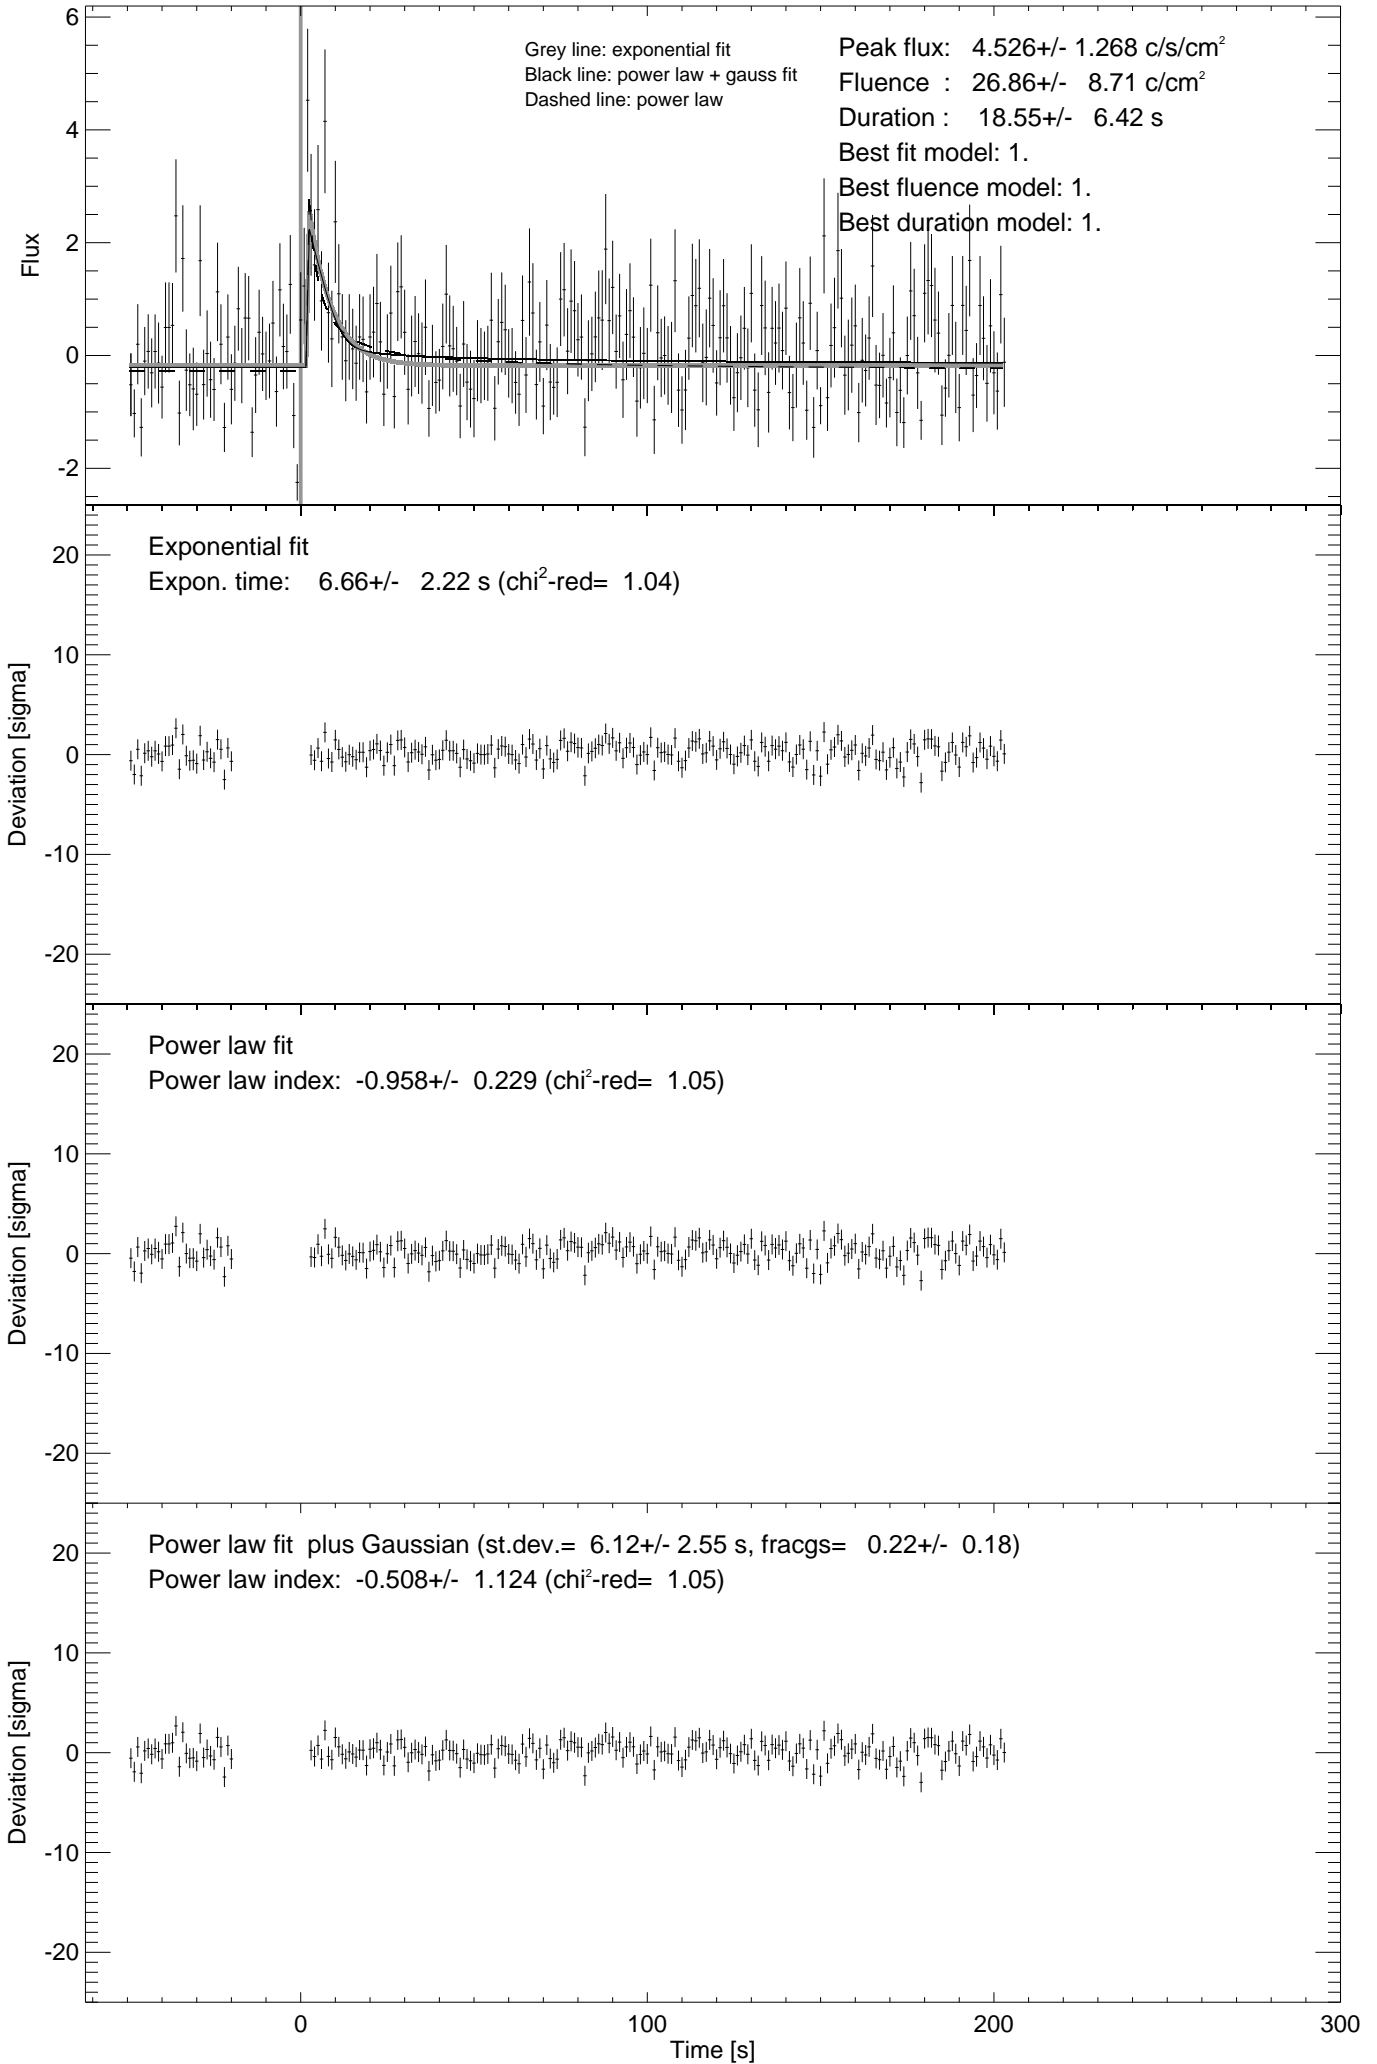 6
4
2
0
-2
Flux
Grey line: exponential fit
Black line: power law + gauss fit
Dashed line: power law
Peak flux: 4.526+/- 1.268 c/s/cm²
Fluence : 26.86+/- 8.71 c/cm²
Duration : 18.55+/- 6.42 s
Best fit model: 1.
Best fluence model: 1.
Best duration model: 1.
20
10
0
-10
-20
Deviation [sigma]
Exponential fit
Expon. time: 6.66+/- 2.22 s (chi²-red= 1.04)
20
10
0
-10
-20
Deviation [sigma]
Power law fit
Power law index: -0.958+/- 0.229 (chi²-red= 1.05)
20
10
0
-10
-20
Deviation [sigma]
Power law fit plus Gaussian (st.dev.= 6.12+/- 2.55 s, fracgs= 0.22+/- 0.18)
Power law index: -0.508+/- 1.124 (chi²-red= 1.05)
0 100 200 300
Time [s]